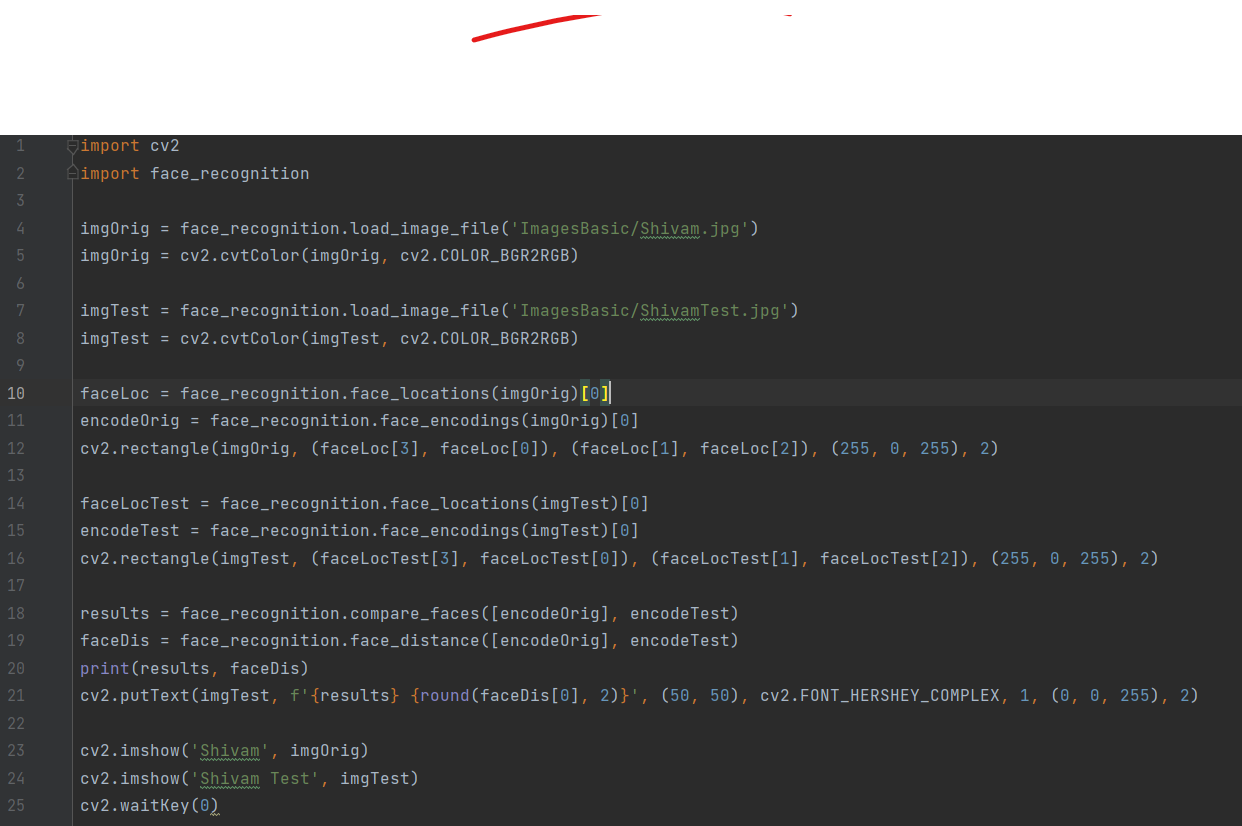 1 import cv2
2 import face_recognition
3
4 imgOrig = face_recognition.load_image_file('ImagesBasic/Shivam.jpg')
5 imgOrig = cv2.cvtColor(imgOrig, cv2.COLOR_BGR2RGB)
6
7 imgTest = face_recognition.load_image_file('ImagesBasic/ShivamTest.jpg')
8 imgTest = cv2.cvtColor(imgTest, cv2.COLOR_BGR2RGB)
9
10 faceLoc = face_recognition.face_locations(imgOrig)[0]
11 encodeOrig = face_recognition.face_encodings(imgOrig)[0]
12 cv2.rectangle(imgOrig, (faceLoc[3], faceLoc[0]), (faceLoc[1], faceLoc[2]), (255, 0, 255), 2)
13
14 faceLocTest = face_recognition.face_locations(imgTest)[0]
15 encodeTest = face_recognition.face_encodings(imgTest)[0]
16 cv2.rectangle(imgTest, (faceLocTest[3], faceLocTest[0]), (faceLocTest[1], faceLocTest[2]), (255, 0, 255), 2)
17
18 results = face_recognition.compare_faces([encodeOrig], encodeTest)
19 faceDis = face_recognition.face_distance([encodeOrig], encodeTest)
20 print(results, faceDis)
21 cv2.putText(imgTest, f'{results} {round(faceDis[0], 2)}', (50, 50), cv2.FONT_HERSHEY_COMPLEX, 1, (0, 0, 255), 2)
22
23 cv2.imshow('Shivam', imgOrig)
24 cv2.imshow('Shivam Test', imgTest)
25 cv2.waitKey(0)